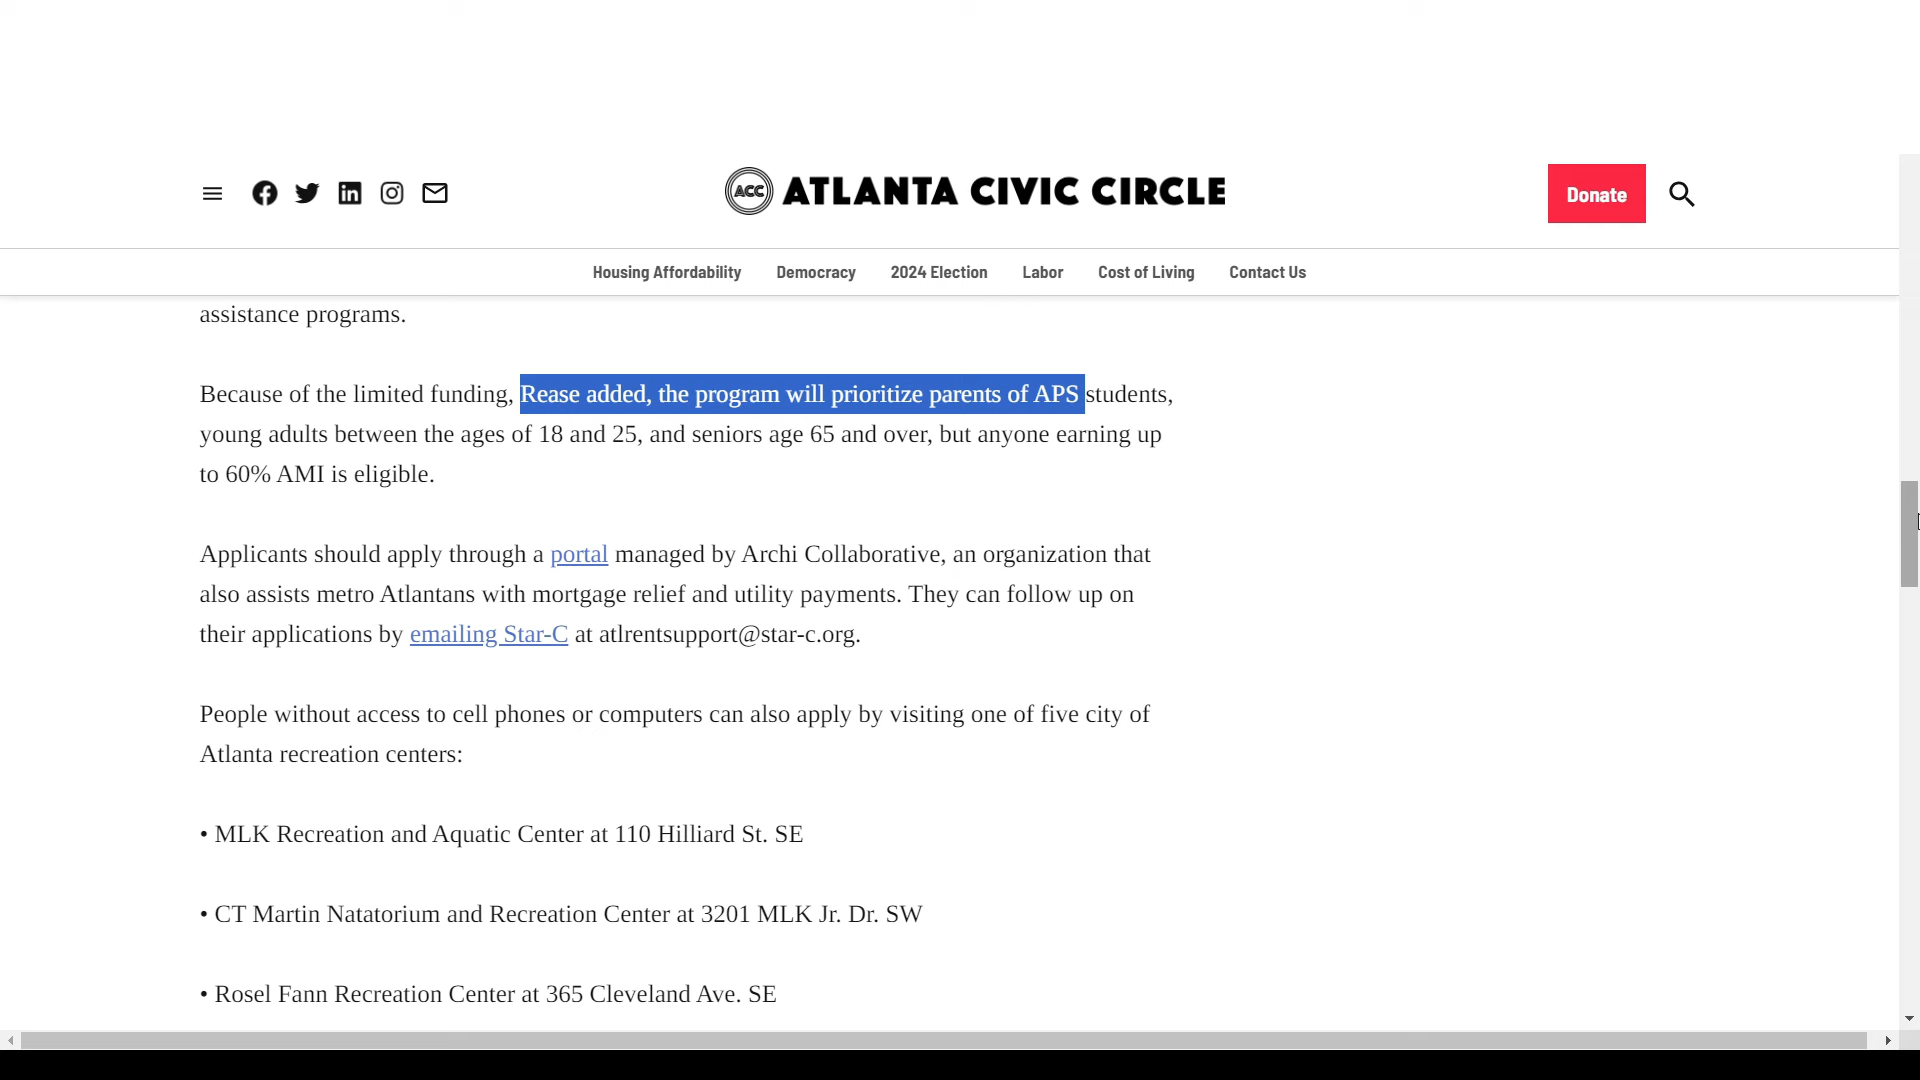 ACC ATLANTA CIVIC CIRCLE
Donate
Housing Affordability Democracy 2024 Election Labor Cost of Living Contact Us
assistance programs.
Because of the limited funding, Rease added, the program will prioritize parents of APS students,
young adults between the ages of 18 and 25, and seniors age 65 and over, but anyone earning up
to 60% AMI is eligible.
Applicants should apply through a portal managed by Archi Collaborative, an organization that
also assists metro Atlantans with mortgage relief and utility payments. They can follow up on
their applications by emailing Star-C at atlrentsupport@star-c.org.
People without access to cell phones or computers can also apply by visiting one of five city of
Atlanta recreation centers:
• MLK Recreation and Aquatic Center at 110 Hilliard St. SE
• CT Martin Natatorium and Recreation Center at 3201 MLK Jr. Dr. SW
• Rosel Fann Recreation Center at 365 Cleveland Ave. SE